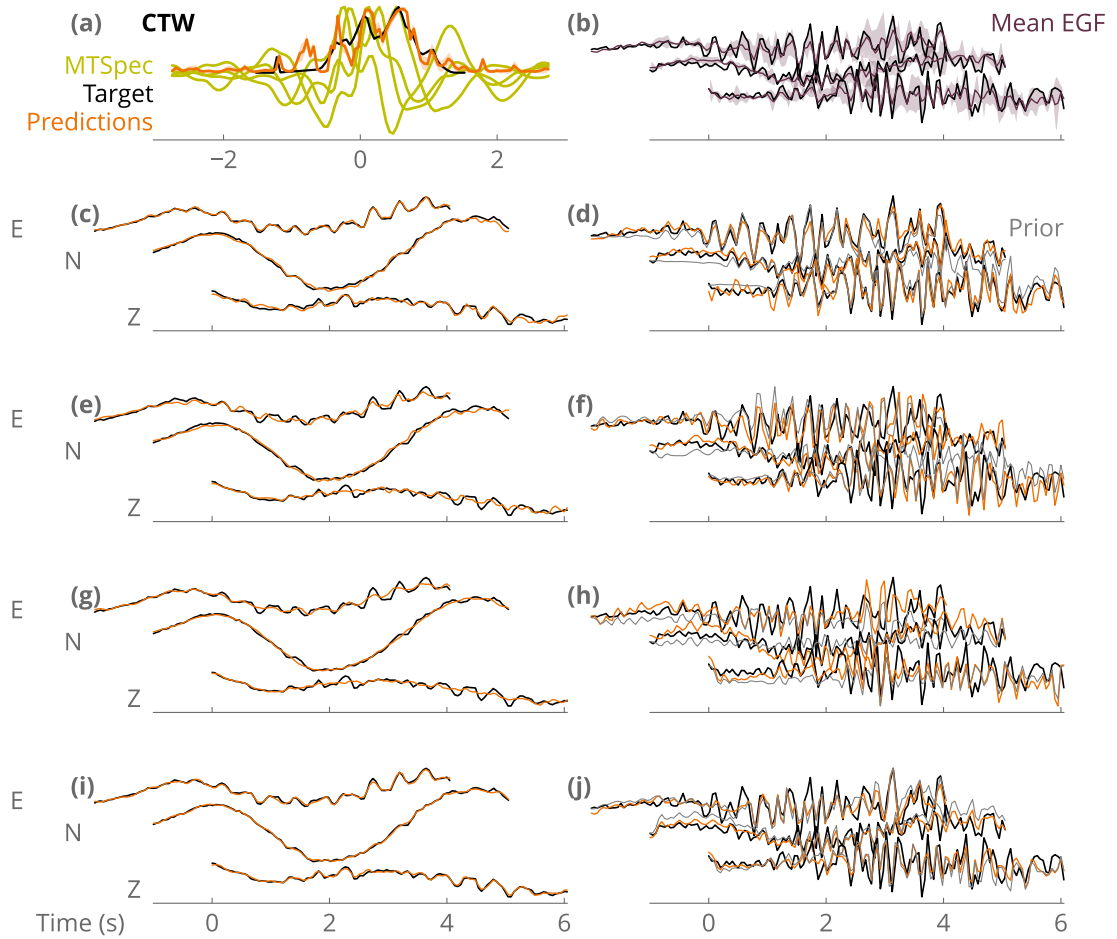 (a) CTW
MTSpec
Target
Predictions
−2 0 2
(b) Mean EGF
(c)
E
N
Z
(d) Prior
(e)
E
N
Z
(f)
(g)
E
N
Z
(h)
(i)
E
N
Z
(j)
Time (s) 0 2 4 6
0 2 4 6